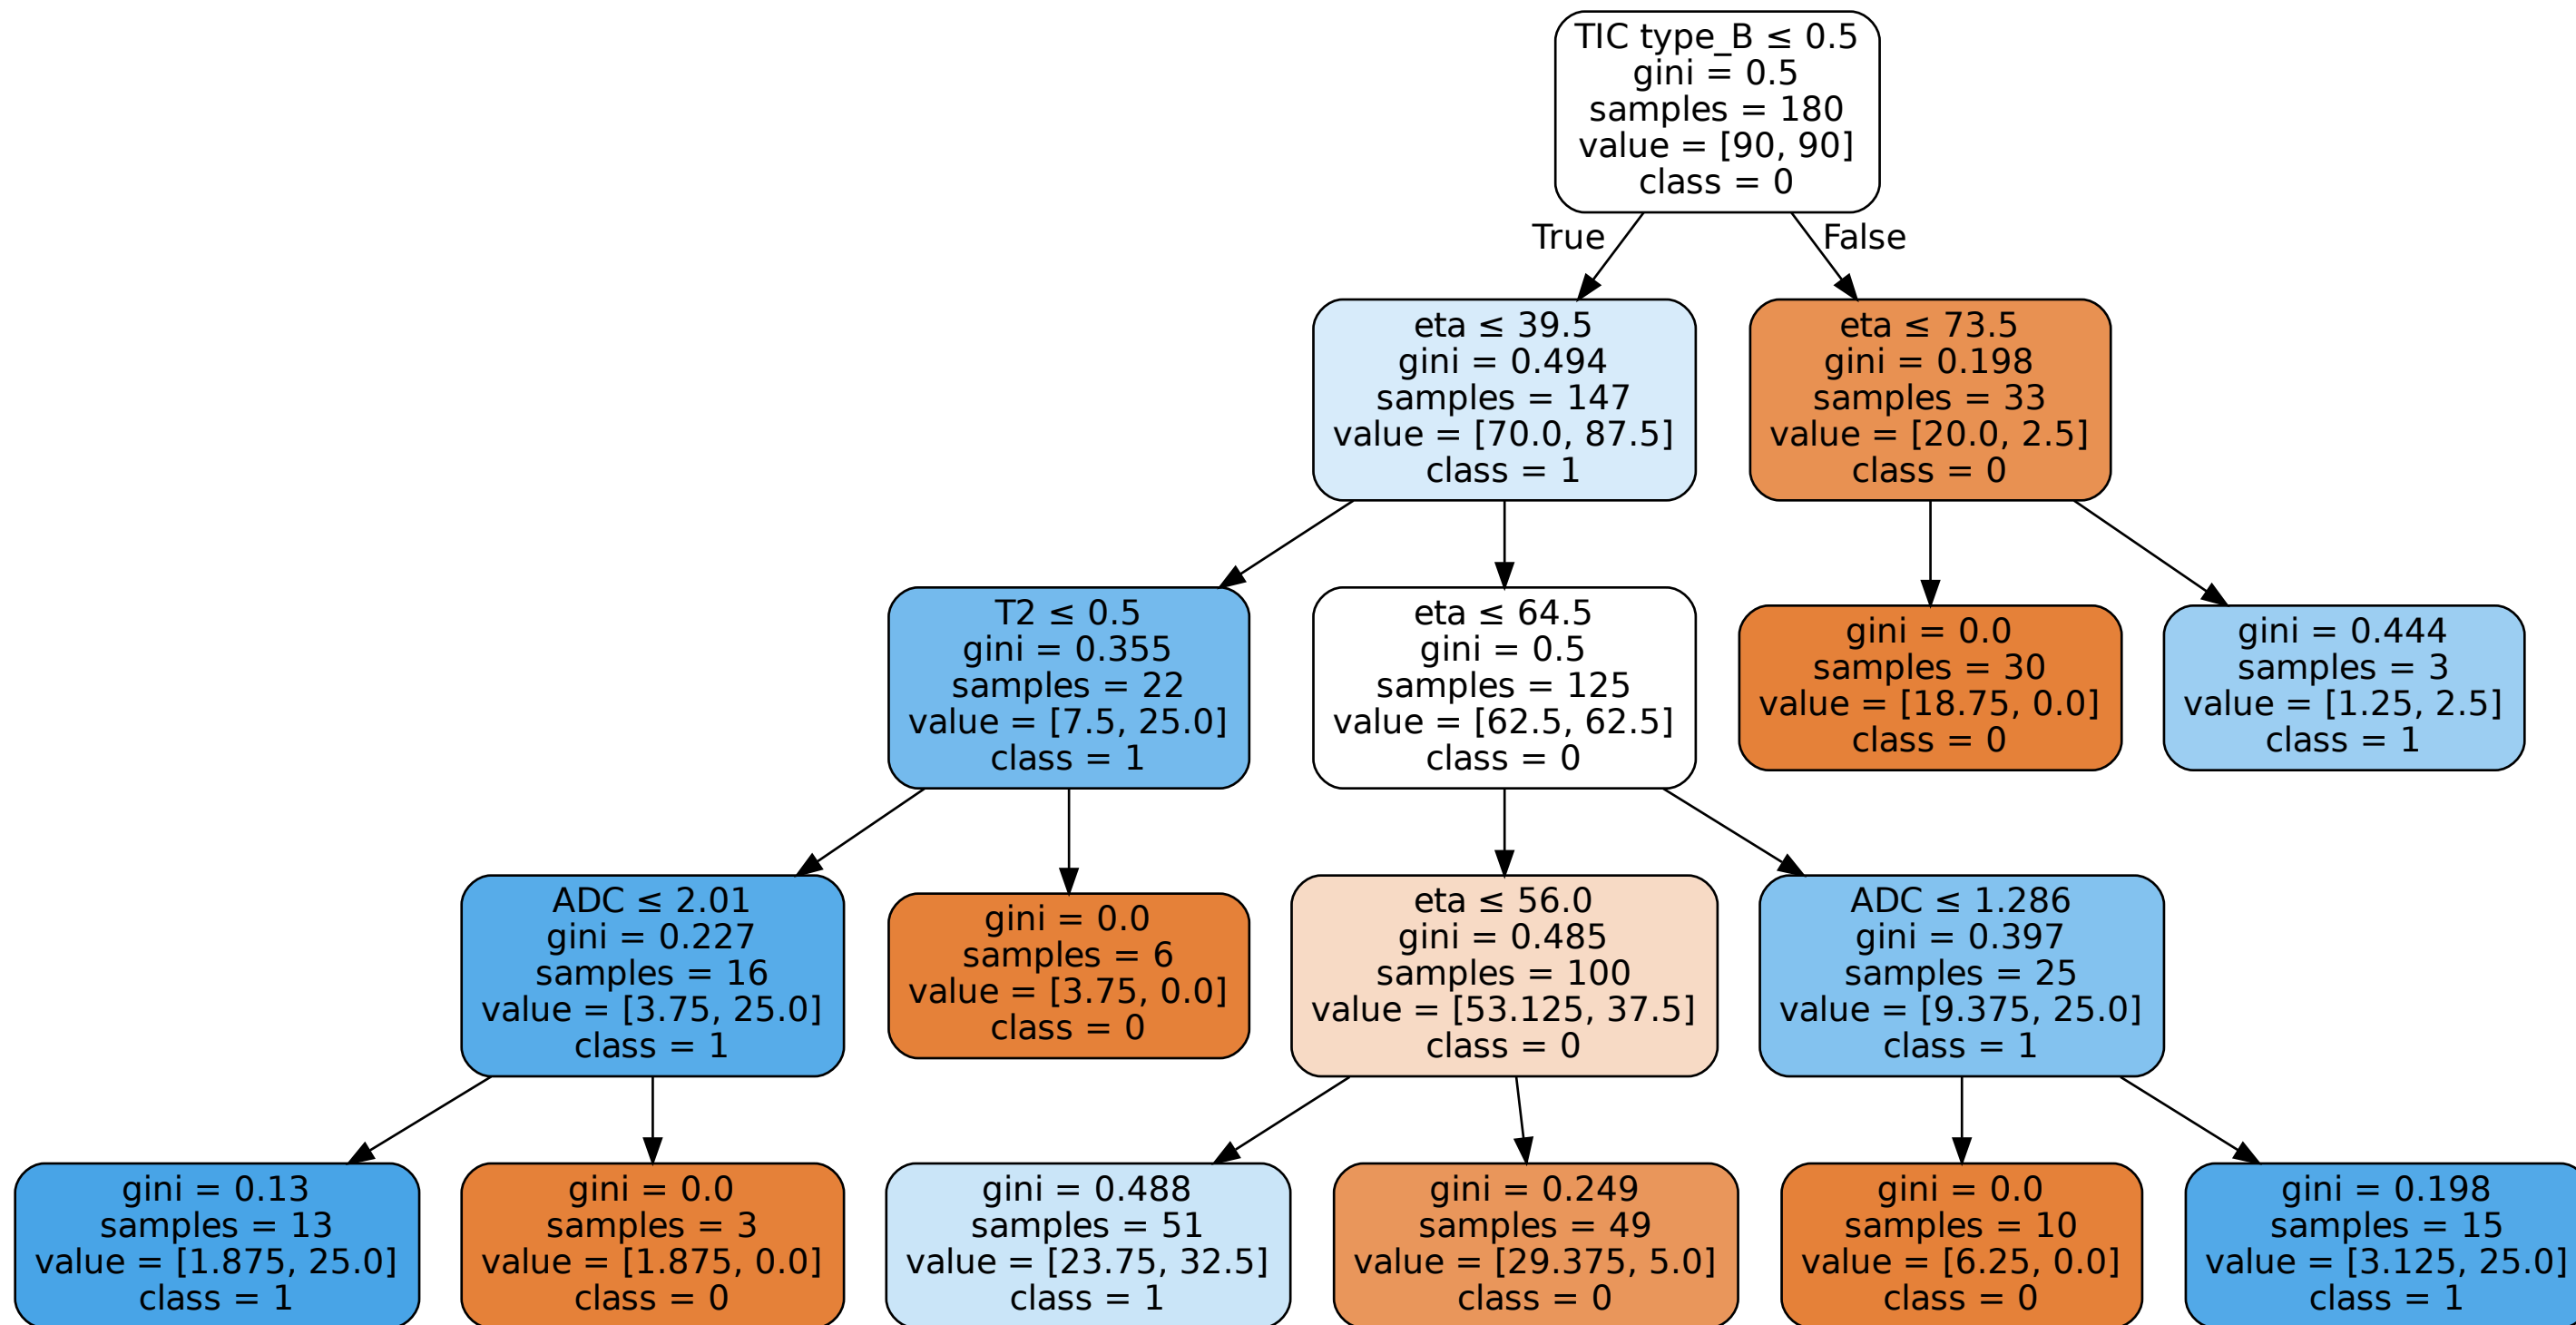 TIC type_B ≤ 0.5
gini = 0.5
samples = 180
value = [90, 90]
class = 0
True
False
eta ≤ 39.5
gini = 0.494
samples = 147
value = [70.0, 87.5]
class = 1
eta ≤ 73.5
gini = 0.198
samples = 33
value = [20.0, 2.5]
class = 0
T2 ≤ 0.5
gini = 0.355
samples = 22
value = [7.5, 25.0]
class = 1
eta ≤ 64.5
gini = 0.5
samples = 125
value = [62.5, 62.5]
class = 0
gini = 0.0
samples = 30
value = [18.75, 0.0]
class = 0
gini = 0.444
samples = 3
value = [1.25, 2.5]
class = 1
ADC ≤ 2.01
gini = 0.227
samples = 16
value = [3.75, 25.0]
class = 1
gini = 0.0
samples = 6
value = [3.75, 0.0]
class = 0
eta ≤ 56.0
gini = 0.485
samples = 100
value = [53.125, 37.5]
class = 0
ADC ≤ 1.286
gini = 0.397
samples = 25
value = [9.375, 25.0]
class = 1
gini = 0.13
samples = 13
value = [1.875, 25.0]
class = 1
gini = 0.0
samples = 3
value = [1.875, 0.0]
class = 0
gini = 0.488
samples = 51
value = [23.75, 32.5]
class = 1
gini = 0.249
samples = 49
value = [29.375, 5.0]
class = 0
gini = 0.0
samples = 10
value = [6.25, 0.0]
class = 0
gini = 0.198
samples = 15
value = [3.125, 25.0]
class = 1